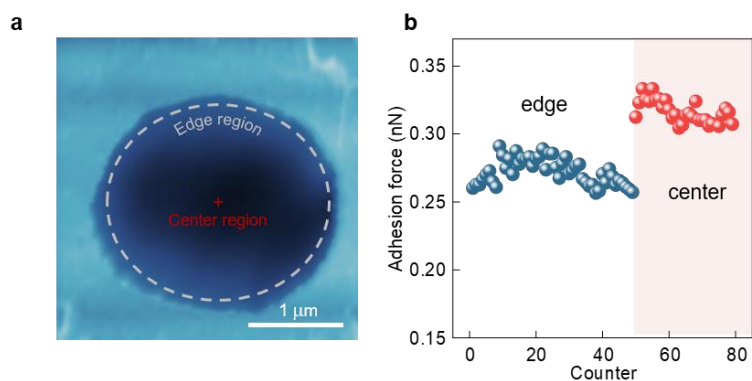 a
Edge region
Center region
1 μm
b
Adhesion force (nN)
0.35
0.30
0.25
0.20
0.15
edge
center
0 20 40 60 80
Counter